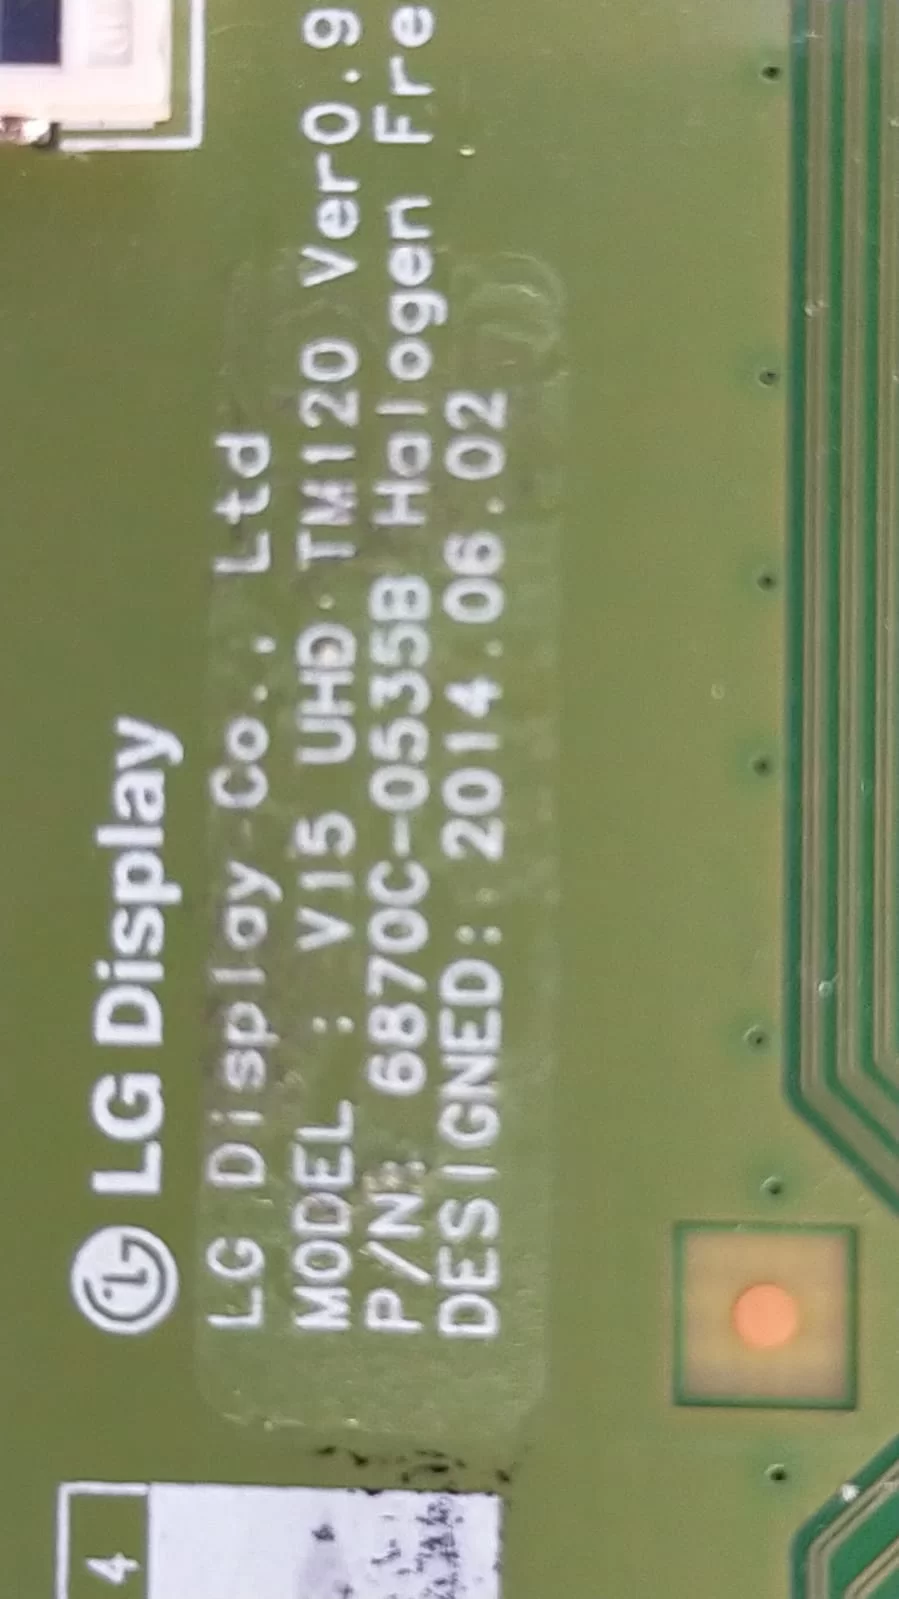 LG Display
LG Display Co., Ltd
MODEL : V15 UHD TM120 Ver0.9
P/N: 6870C-0535B Halogen Fre
DESIGNED: 2014.06.02
4